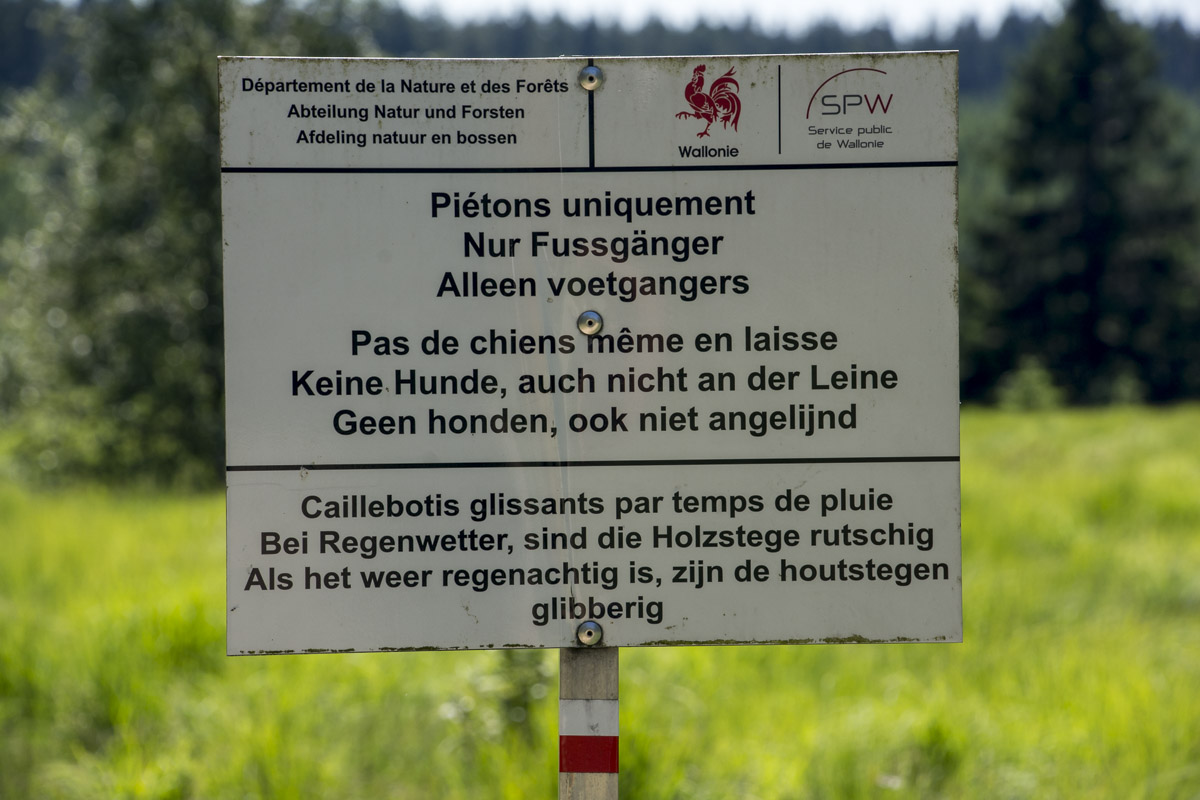 Département de la Nature et des Forêts
Abteilung Natur und Forsten
Afdeling natuur en bossen
Wallonie
SPW
Service public
de Wallonie
Piétons uniquement
Nur Fussgänger
Alleen voetgangers
Pas de chiens même en laisse
Keine Hunde, auch nicht an der Leine
Geen honden, ook niet angelijnd
Caillebotis glissants par temps de pluie
Bei Regenwetter, sind die Holzstege rutschig
Als het weer regenachtig is, zijn de houtstegen
glibberig